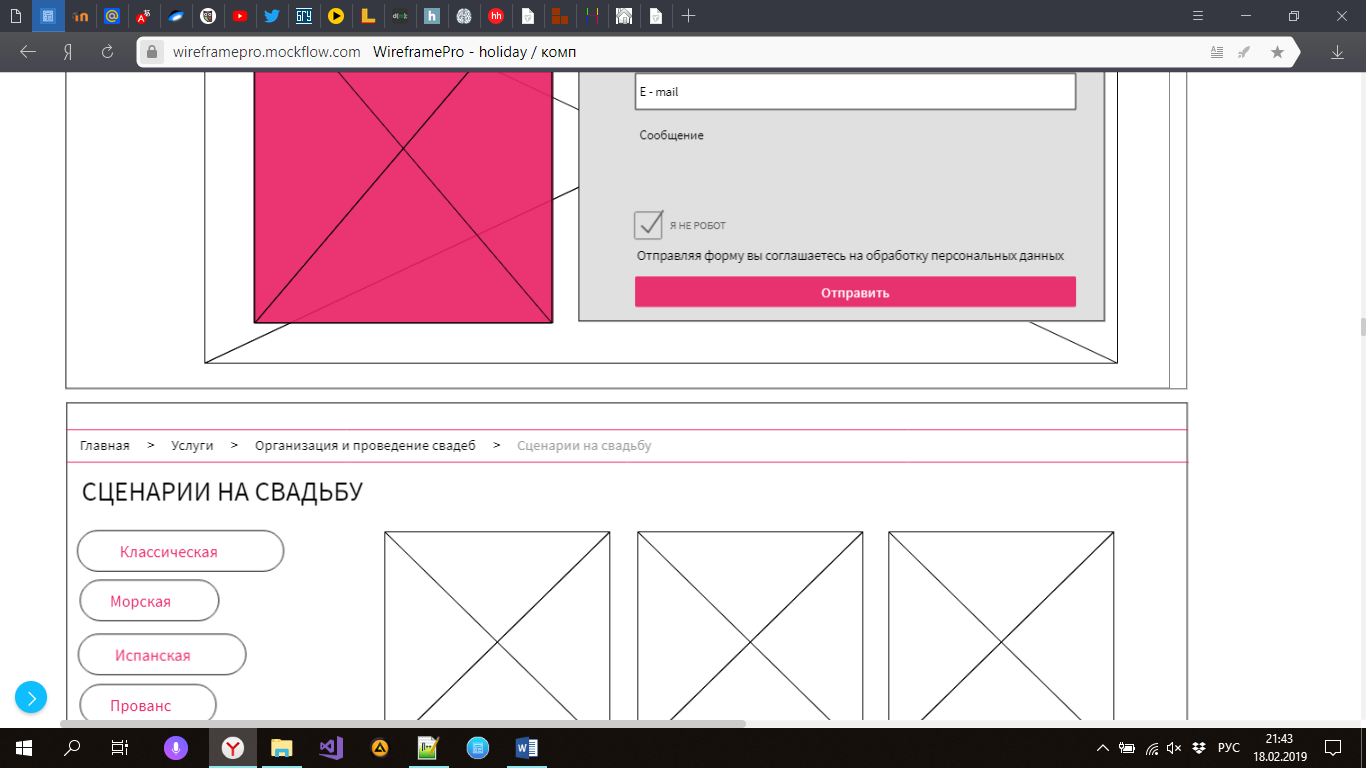 wireframepro.mockflow.com WireframePro - holiday / комп
E - mail
Сообщение
Я НЕ РОБОТ
Отправляя форму вы соглашаетесь на обработку персональных данных
Отправить
Главная > Услуги > Организация и проведение свадеб > Сценарии на свадьбу
СЦЕНАРИИ НА СВАДЬБУ
Классическая
Морская
Испанская
Прованс
РУС
21:43
18.02.2019